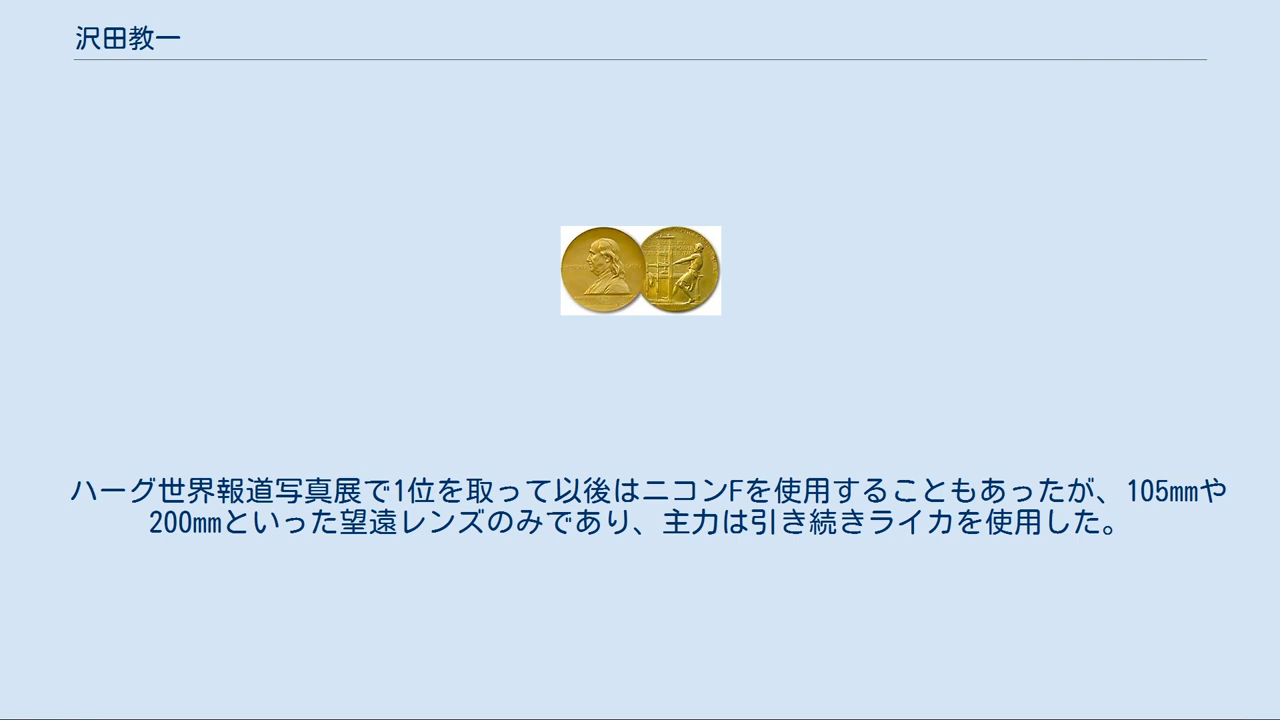 沢田教一
ハーグ世界報道写真展で1位を取って以後はニコンFを使用することもあったが、105mmや
200mmといった望遠レンズのみであり、主力は引き続きライカを使用した。